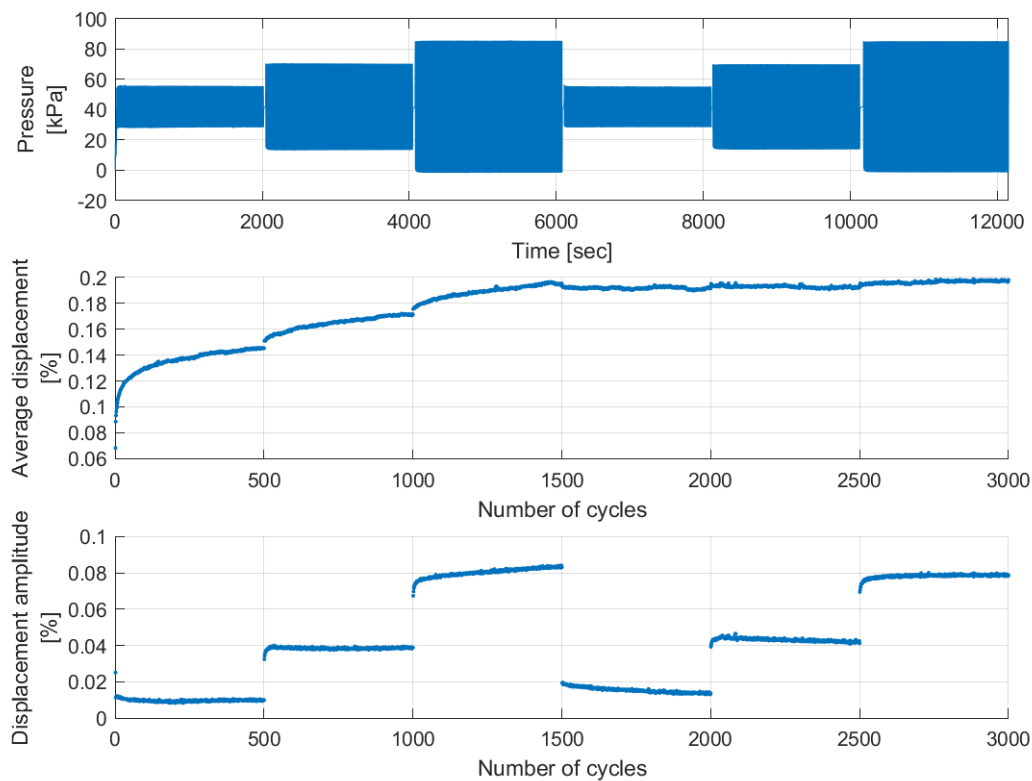 Pressure
[kPa]
100
80
60
40
20
0
-20
0 2000 4000 6000 8000 10000 12000
Time [sec]
Average displacement
[%]
0.2
0.18
0.16
0.14
0.12
0.1
0.08
0.06
0 500 1000 1500 2000 2500 3000
Number of cycles
Displacement amplitude
[%]
0.1
0.08
0.06
0.04
0.02
0
0 500 1000 1500 2000 2500 3000
Number of cycles